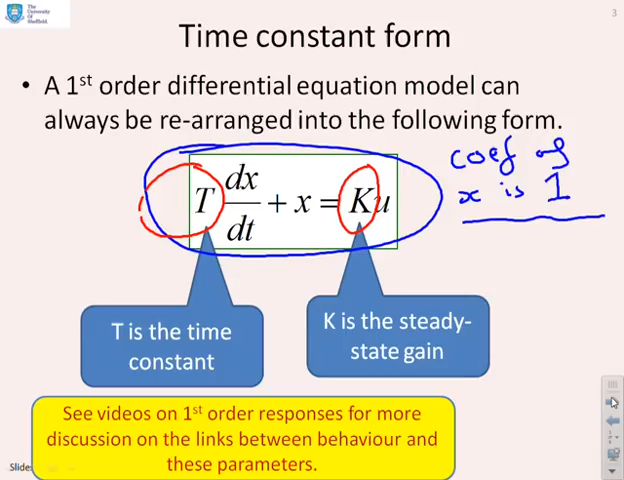 The
University
Of
Sheffield.
3
Time constant form
• A 1st order differential equation model can
always be re-arranged into the following form.
T dx/dt + x = Ku
coef of
x is 1
T is the time
constant
K is the steady-
state gain
See videos on 1st order responses for more
discussion on the links between behaviour and
these parameters.
Slide